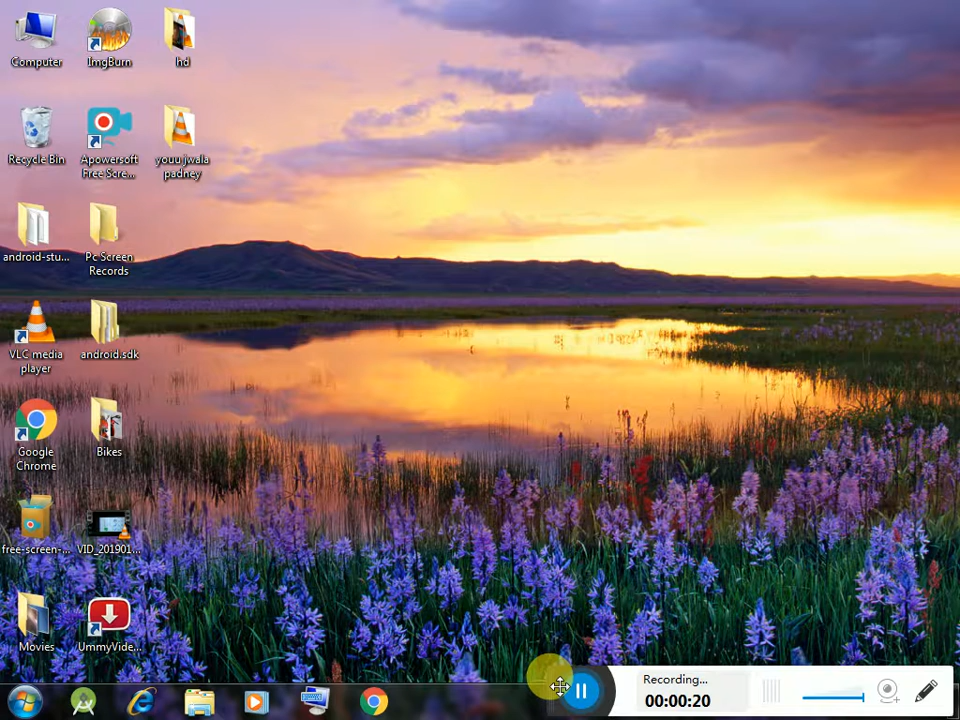 Computer
ImgBurn
hd
Recycle Bin
Apowersoft
Free Scre...
youu jwala
padney
android-stu...
Pc Screen
Records
VLC media
player
android.sdk
Google
Chrome
Bikes
free-screen-...
VID_201901...
Movies
UmmyVide...
Recording...
00:00:20